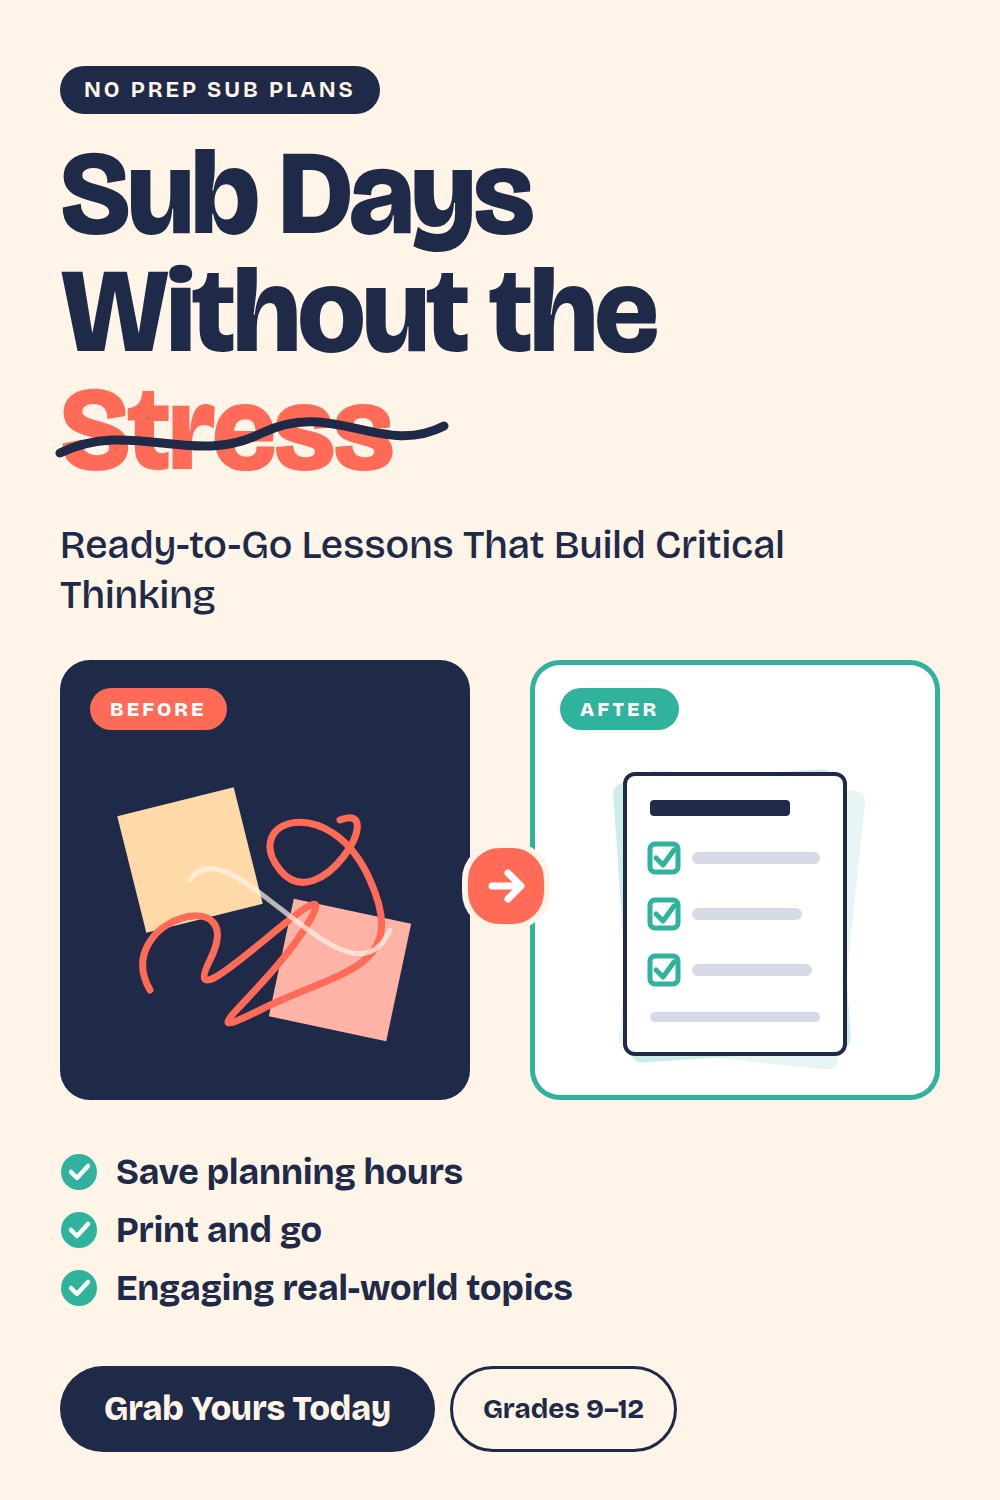 NO PREP SUB PLANS
Sub Days
Without the
Stress
Ready-to-Go Lessons That Build Critical
Thinking
BEFORE
AFTER
Save planning hours
Print and go
Engaging real-world topics
Grab Yours Today
Grades 9–12